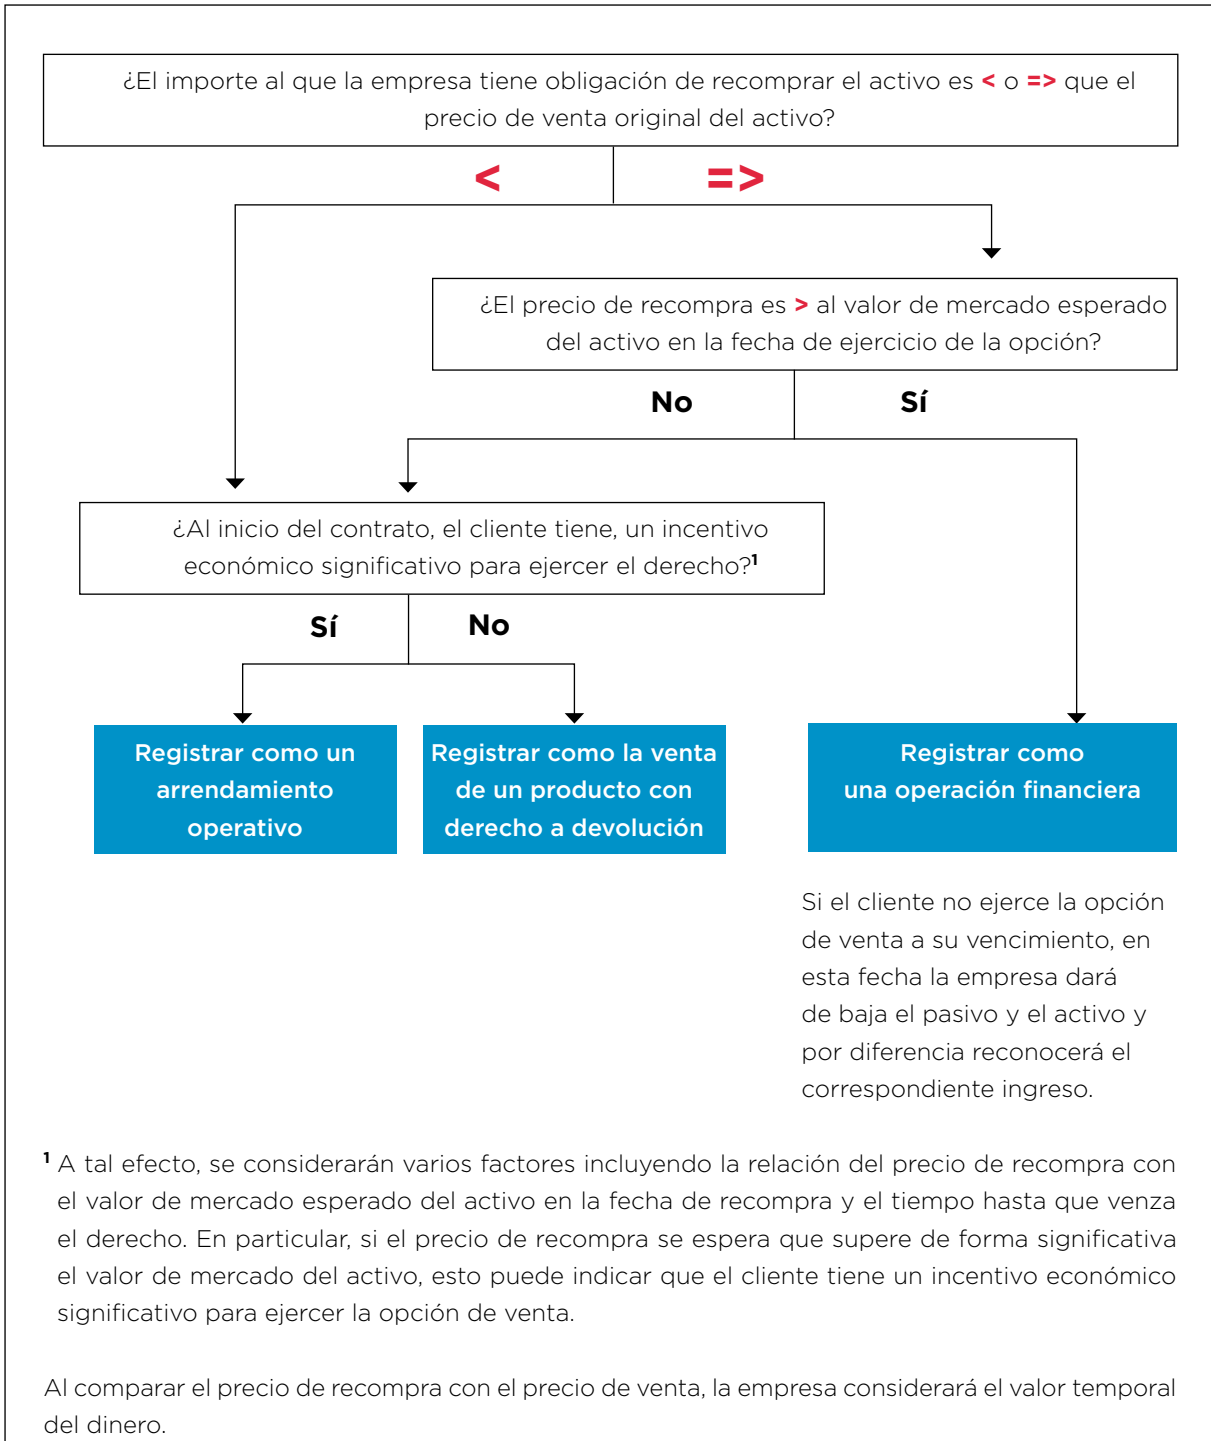 ¿El importe al que la empresa tiene obligación de recomprar el activo es < o => que el
precio de venta original del activo?
<
=>
¿El precio de recompra es > al valor de mercado esperado
del activo en la fecha de ejercicio de la opción?
No
Sí
¿Al inicio del contrato, el cliente tiene, un incentivo
económico significativo para ejercer el derecho?¹
Sí
No
Registrar como un
arrendamiento
operativo
Registrar como la venta
de un producto con
derecho a devolución
Registrar como
una operación financiera
Si el cliente no ejerce la opción
de venta a su vencimiento, en
esta fecha la empresa dará
de baja el pasivo y el activo y
por diferencia reconocerá el
correspondiente ingreso.
¹ A tal efecto, se considerarán varios factores incluyendo la relación del precio de recompra con
el valor de mercado esperado del activo en la fecha de recompra y el tiempo hasta que venza
el derecho. En particular, si el precio de recompra se espera que supere de forma significativa
el valor de mercado del activo, esto puede indicar que el cliente tiene un incentivo económico
significativo para ejercer la opción de venta.
Al comparar el precio de recompra con el precio de venta, la empresa considerará el valor temporal
del dinero.